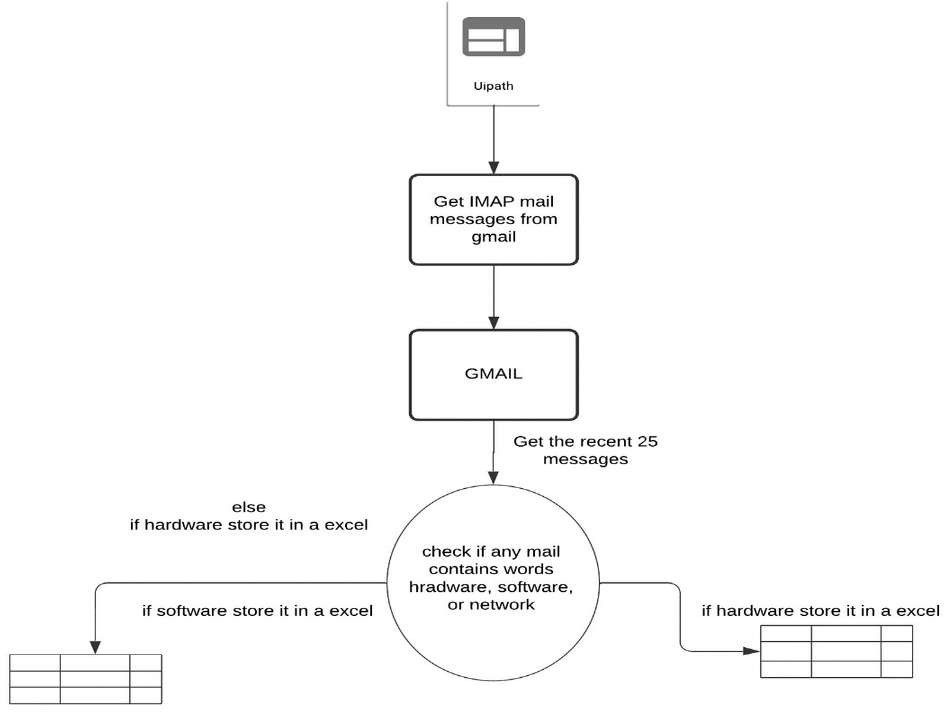 Uipath
Get IMAP mail
messages from
gmail
GMAIL
Get the recent 25
messages
else
if hardware store it in a excel
check if any mail
contains words
hradware, software,
or network
if software store it in a excel
if hardware store it in a excel